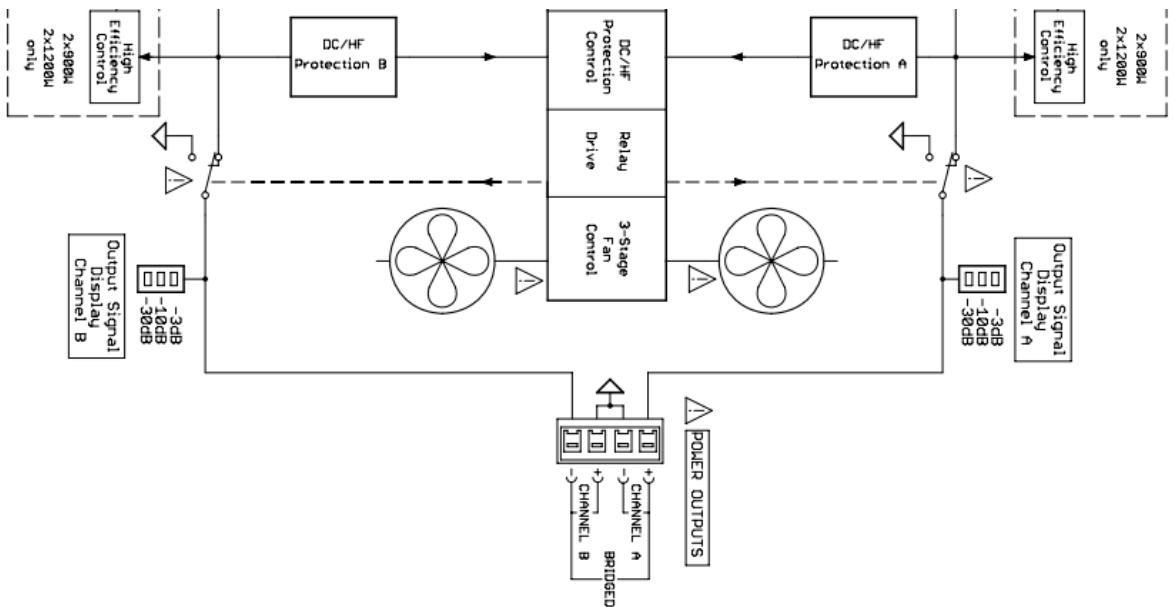 2x900W
2x1200W
only
High
Efficiency
Control
DC/HF
Protection B
DC/HF
Protection
Control
DC/HF
Protection A
High
Efficiency
Control
2x900W
2x1200W
only
Relay
Drive
3-Stage
Fan
Control
Output Signal
Display
Channel B
-3dB
-10dB
-30dB
-3dB
-10dB
-30dB
Output Signal
Display
Channel A
POWER OUTPUTS
- + - +
CHANNEL B
CHANNEL A
BRIDGED